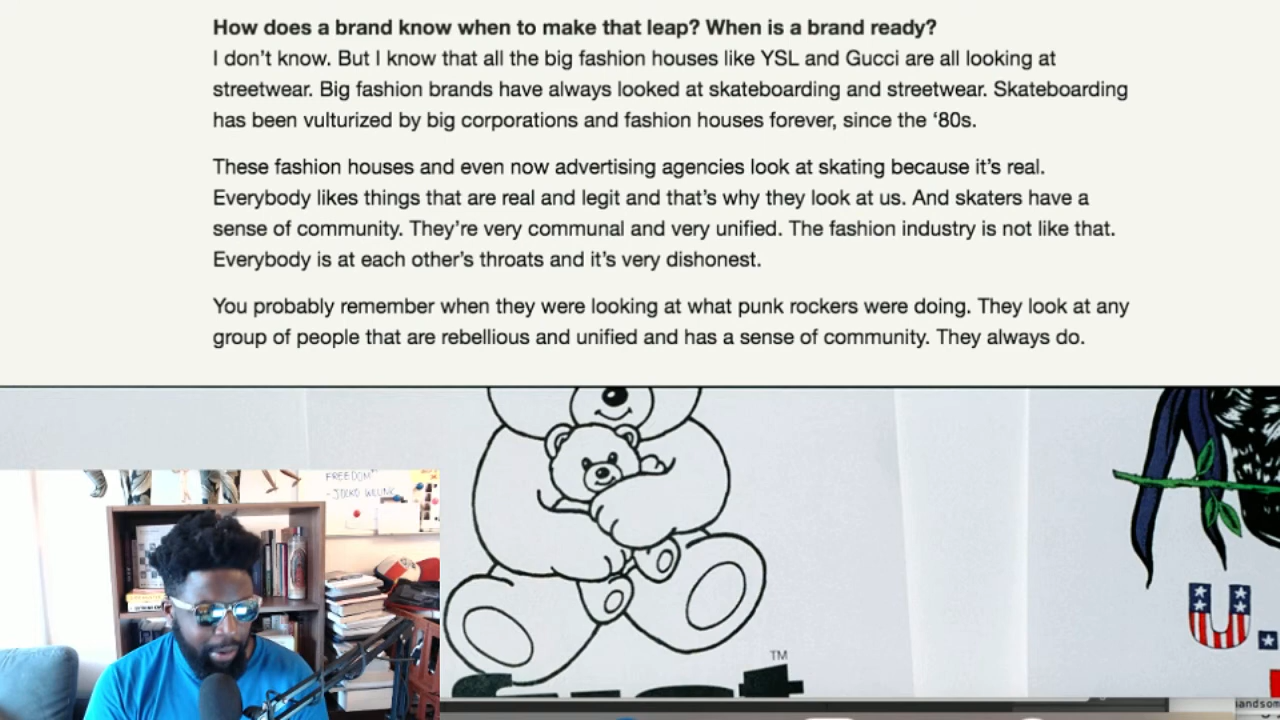 How does a brand know when to make that leap? When is a brand ready?
I don’t know. But I know that all the big fashion houses like YSL and Gucci are all looking at
streetwear. Big fashion brands have always looked at skateboarding and streetwear. Skateboarding
has been vulturized by big corporations and fashion houses forever, since the ‘80s.
These fashion houses and even now advertising agencies look at skating because it’s real.
Everybody likes things that are real and legit and that’s why they look at us. And skaters have a
sense of community. They’re very communal and very unified. The fashion industry is not like that.
Everybody is at each other’s throats and it’s very dishonest.
You probably remember when they were looking at what punk rockers were doing. They look at any
group of people that are rebellious and unified and has a sense of community. They always do.
FREEDOM"
- JOCKO WILLINK
TM
U.